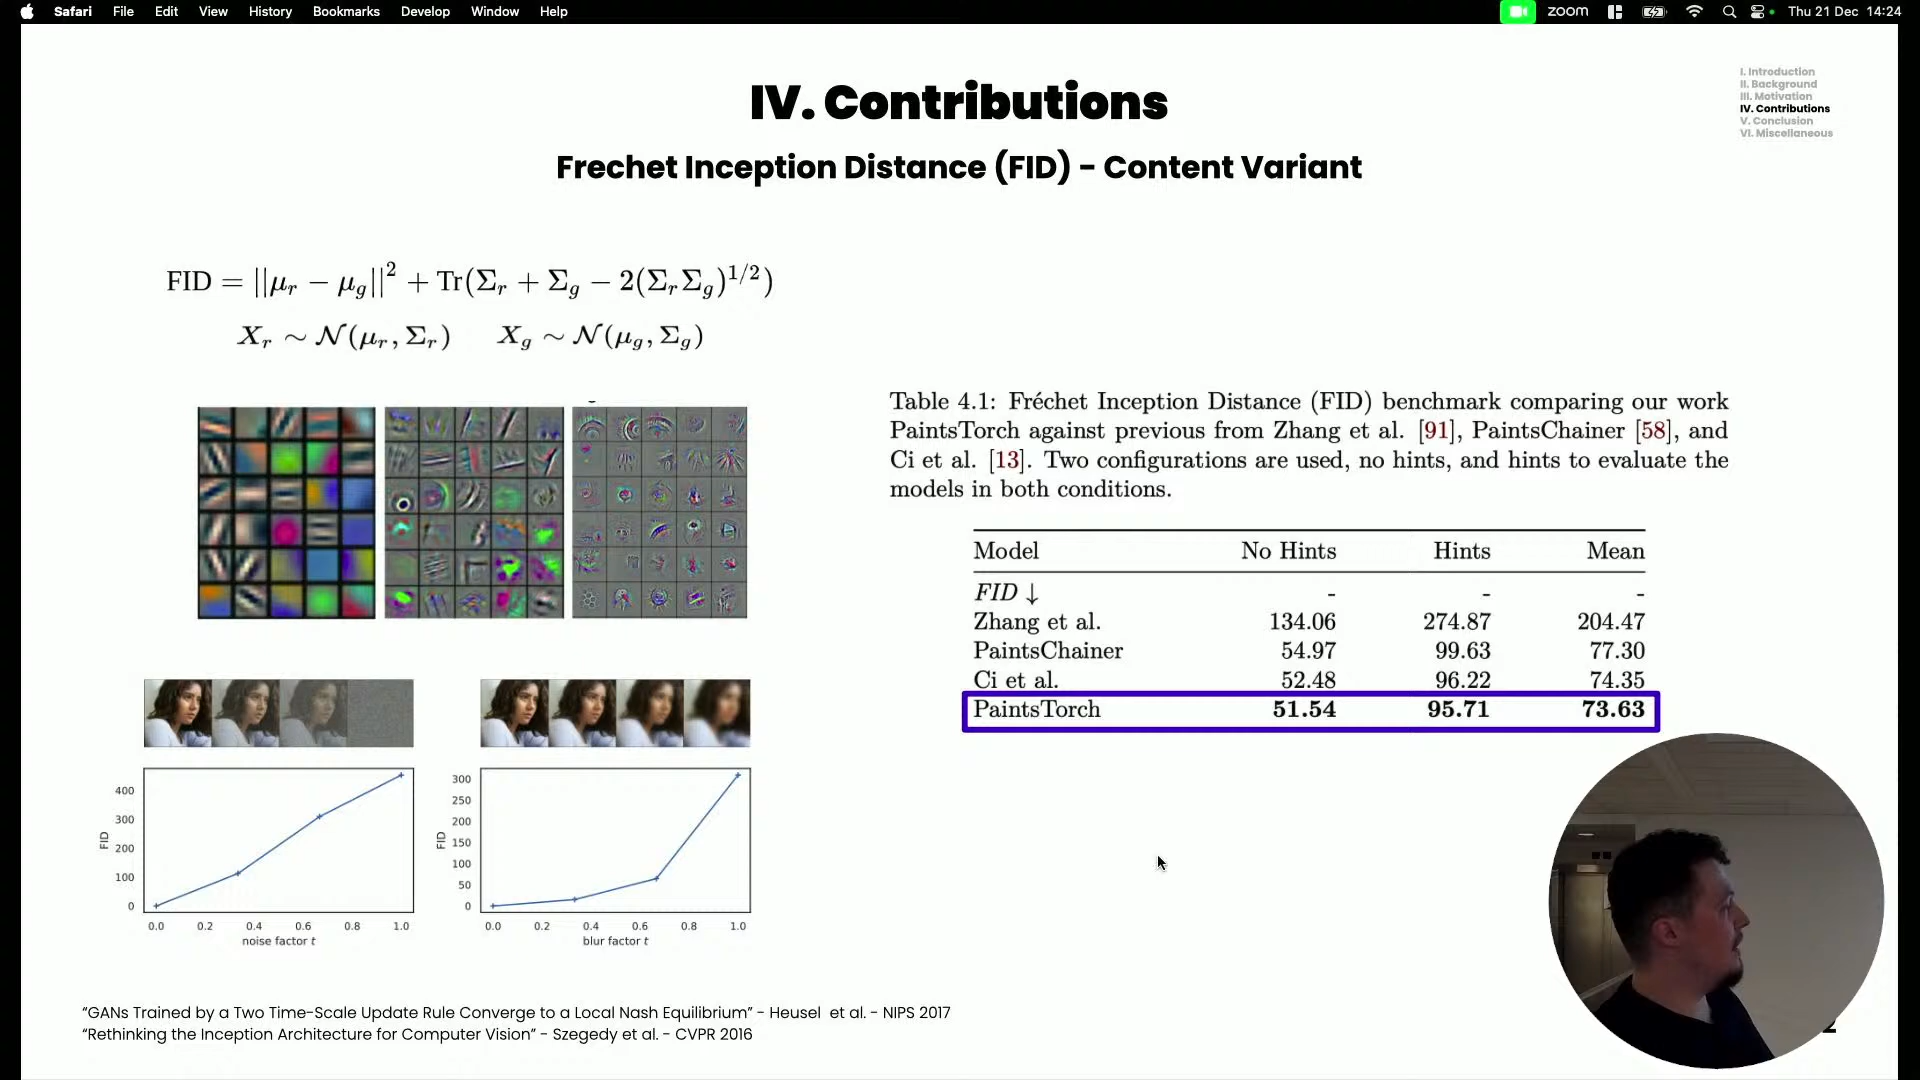 Safari File Edit View History Bookmarks Develop Window Help zoom Thu 21 Dec 14:24
IV. Contributions
Frechet Inception Distance (FID) - Content Variant
I. Introduction
II. Background
III. Motivation
IV. Contributions
V. Conclusion
VI. Miscellaneous
FID = ||μr − μg||² + Tr(Σr + Σg − 2(ΣrΣg)^1/2)
Xr ∼ N(μr, Σr) Xg ∼ N(μg, Σg)
Table 4.1: Fréchet Inception Distance (FID) benchmark comparing our work
PaintsTorch against previous from Zhang et al. [91], PaintsChainer [58], and
Ci et al. [13]. Two configurations are used, no hints, and hints to evaluate the
models in both conditions.
Model No Hints Hints Mean
FID ↓ - - -
Zhang et al. 134.06 274.87 204.47
PaintsChainer 54.97 99.63 77.30
Ci et al. 52.48 96.22 74.35
PaintsTorch 51.54 95.71 73.63
400
300
200
100
0
FID
0.0 0.2 0.4 0.6 0.8 1.0
noise factor t
300
250
200
150
100
50
0
FID
0.0 0.2 0.4 0.6 0.8 1.0
blur factor t
“GANs Trained by a Two Time-Scale Update Rule Converge to a Local Nash Equilibrium” - Heusel et al. - NIPS 2017
“Rethinking the Inception Architecture for Computer Vision” - Szegedy et al. - CVPR 2016